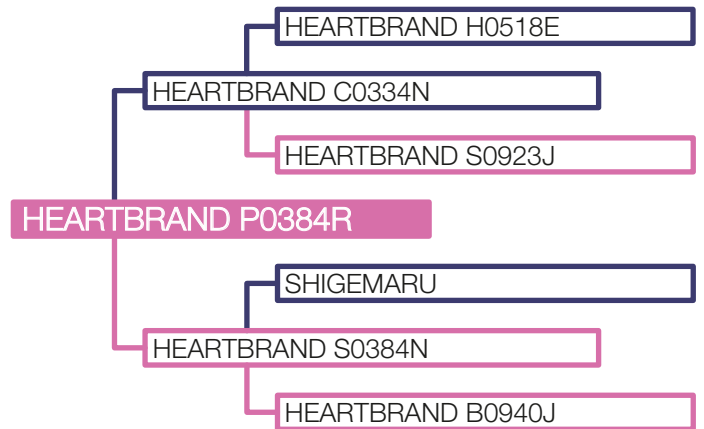 HEARTBRAND H0518E
HEARTBRAND C0334N
HEARTBRAND S0923J
HEARTBRAND P0384R
SHIGEMARU
HEARTBRAND S0384N
HEARTBRAND B0940J